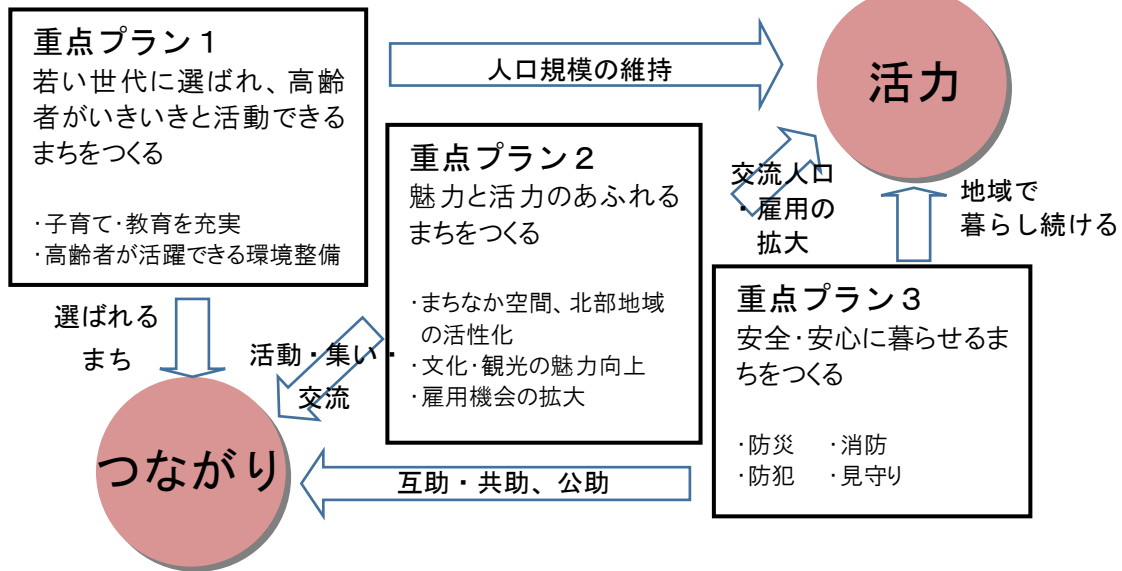 重点プラン１
若い世代に選ばれ、高齢
者がいきいきと活動できる
まちをつくる
・子育て・教育を充実
・高齢者が活躍できる環境整備
人口規模の維持
活力
重点プラン２
魅力と活力のあふれる
まちをつくる
・まちなか空間、北部地域
の活性化
・文化・観光の魅力向上
・雇用機会の拡大
交流人口
・雇用の
拡大
地域で
暮らし続ける
重点プラン３
安全・安心に暮らせるま
ちをつくる
・防災　・消防
・防犯　・見守り
選ばれる
まち
活動・集い・
交流
つながり
互助・共助、公助